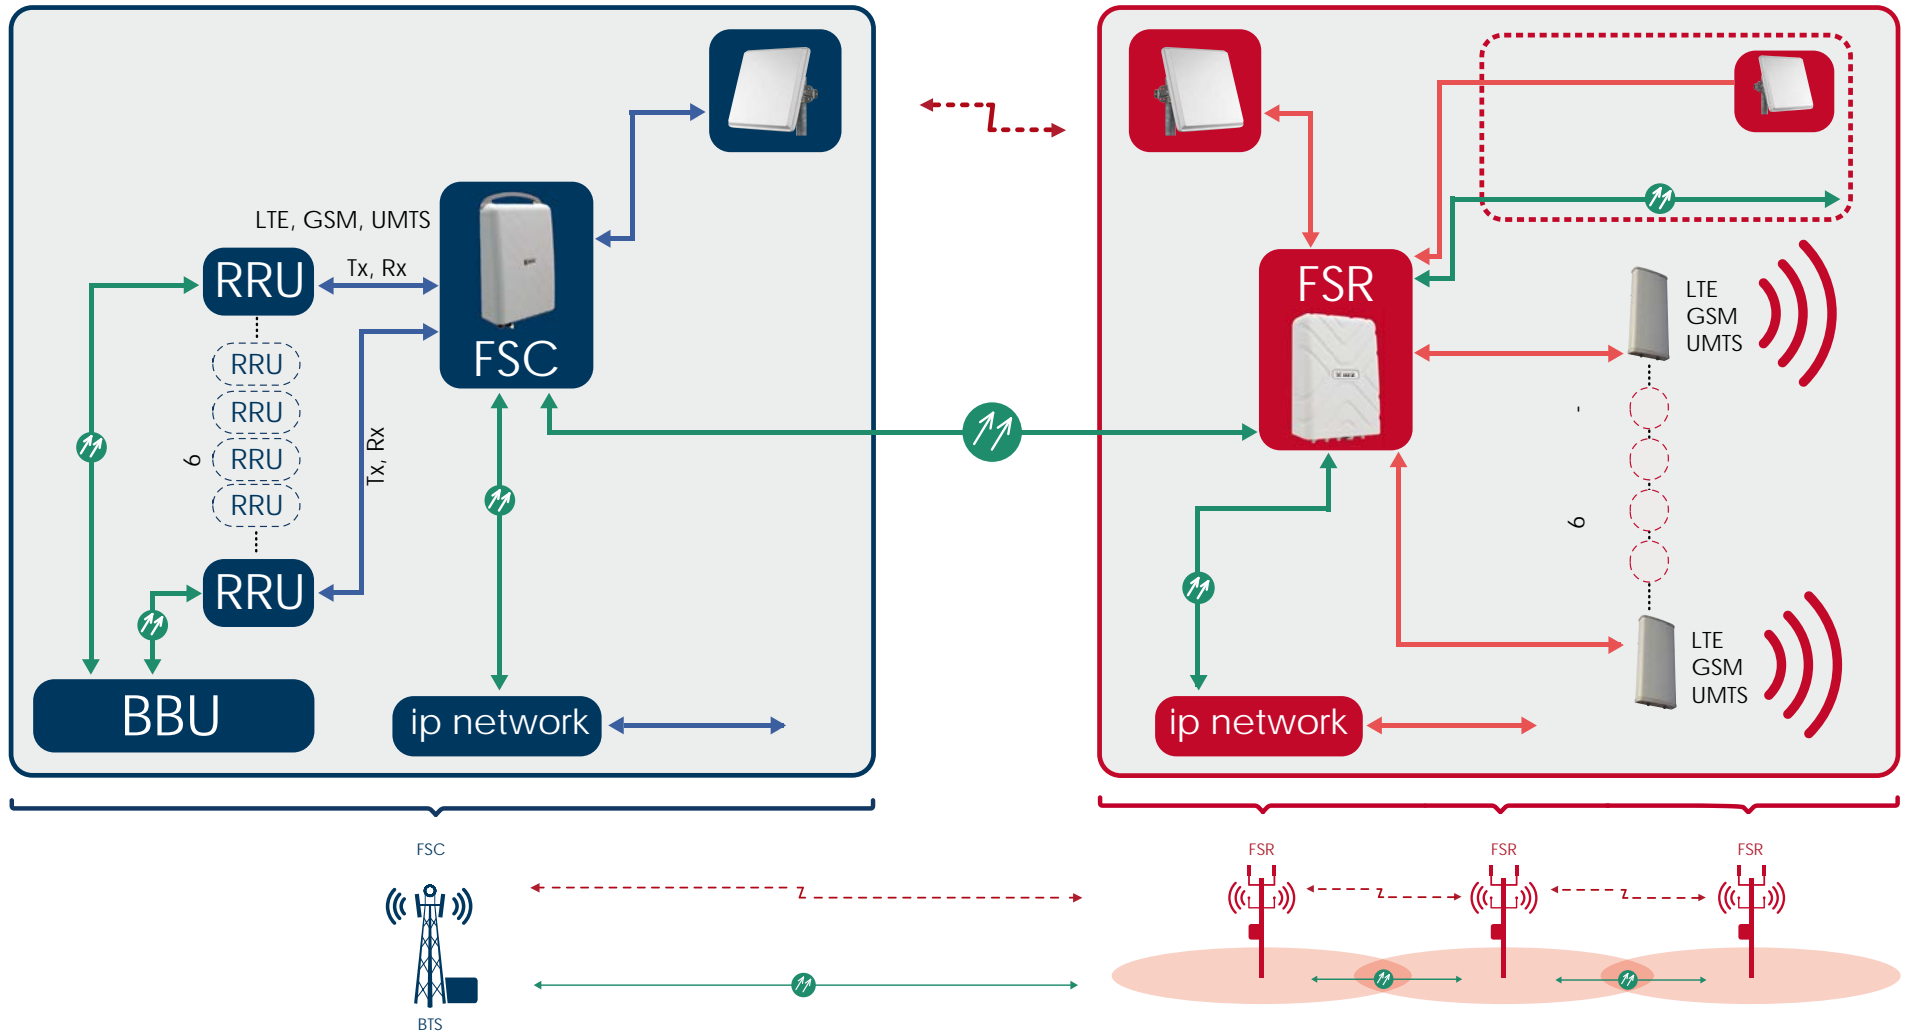 LTE, GSM, UMTS
RRU
Tx, Rx
FSC
RRU
RRU
RRU
RRU
6
Tx, Rx
RRU
BBU
ip network
FSR
LTE
GSM
UMTS
-
6
LTE
GSM
UMTS
ip network
FSC
BTS
FSR
FSR
FSR